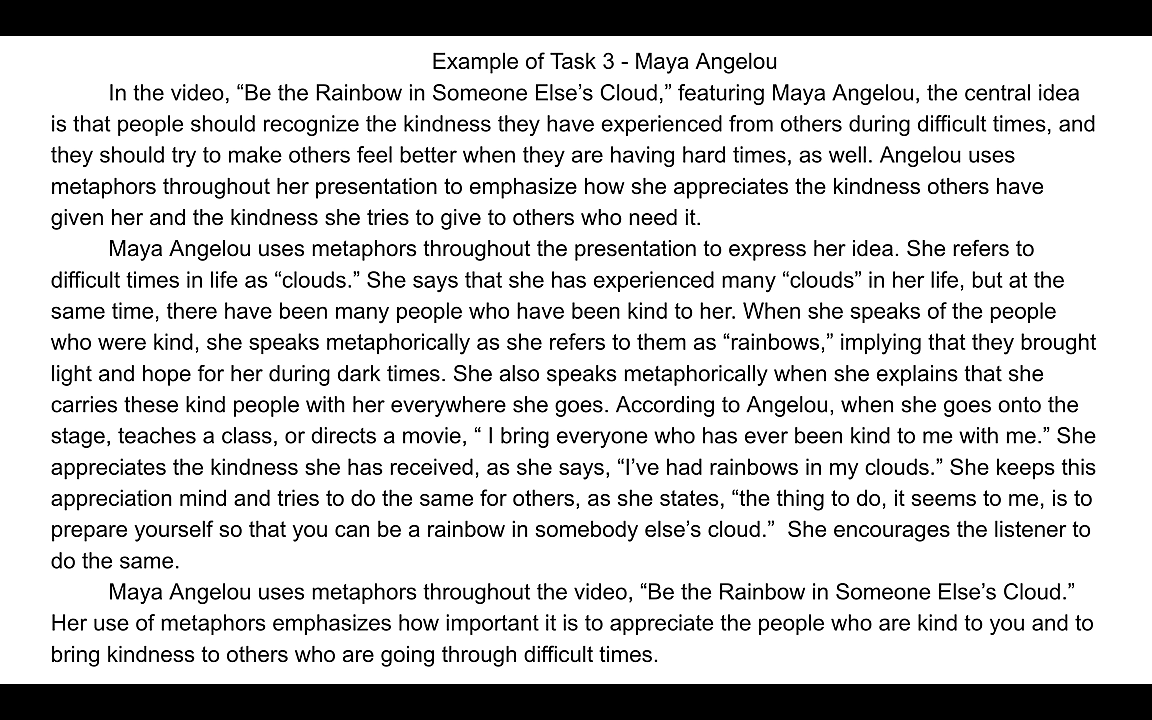 Example of Task 3 - Maya Angelou
In the video, “Be the Rainbow in Someone Else’s Cloud,” featuring Maya Angelou, the central idea
is that people should recognize the kindness they have experienced from others during difficult times, and
they should try to make others feel better when they are having hard times, as well. Angelou uses
metaphors throughout her presentation to emphasize how she appreciates the kindness others have
given her and the kindness she tries to give to others who need it.
Maya Angelou uses metaphors throughout the presentation to express her idea. She refers to
difficult times in life as “clouds.” She says that she has experienced many “clouds” in her life, but at the
same time, there have been many people who have been kind to her. When she speaks of the people
who were kind, she speaks metaphorically as she refers to them as “rainbows,” implying that they brought
light and hope for her during dark times. She also speaks metaphorically when she explains that she
carries these kind people with her everywhere she goes. According to Angelou, when she goes onto the
stage, teaches a class, or directs a movie, “ I bring everyone who has ever been kind to me with me.” She
appreciates the kindness she has received, as she says, “I’ve had rainbows in my clouds.” She keeps this
appreciation mind and tries to do the same for others, as she states, “the thing to do, it seems to me, is to
prepare yourself so that you can be a rainbow in somebody else’s cloud.”  She encourages the listener to
do the same.
Maya Angelou uses metaphors throughout the video, “Be the Rainbow in Someone Else’s Cloud.”
Her use of metaphors emphasizes how important it is to appreciate the people who are kind to you and to
bring kindness to others who are going through difficult times.